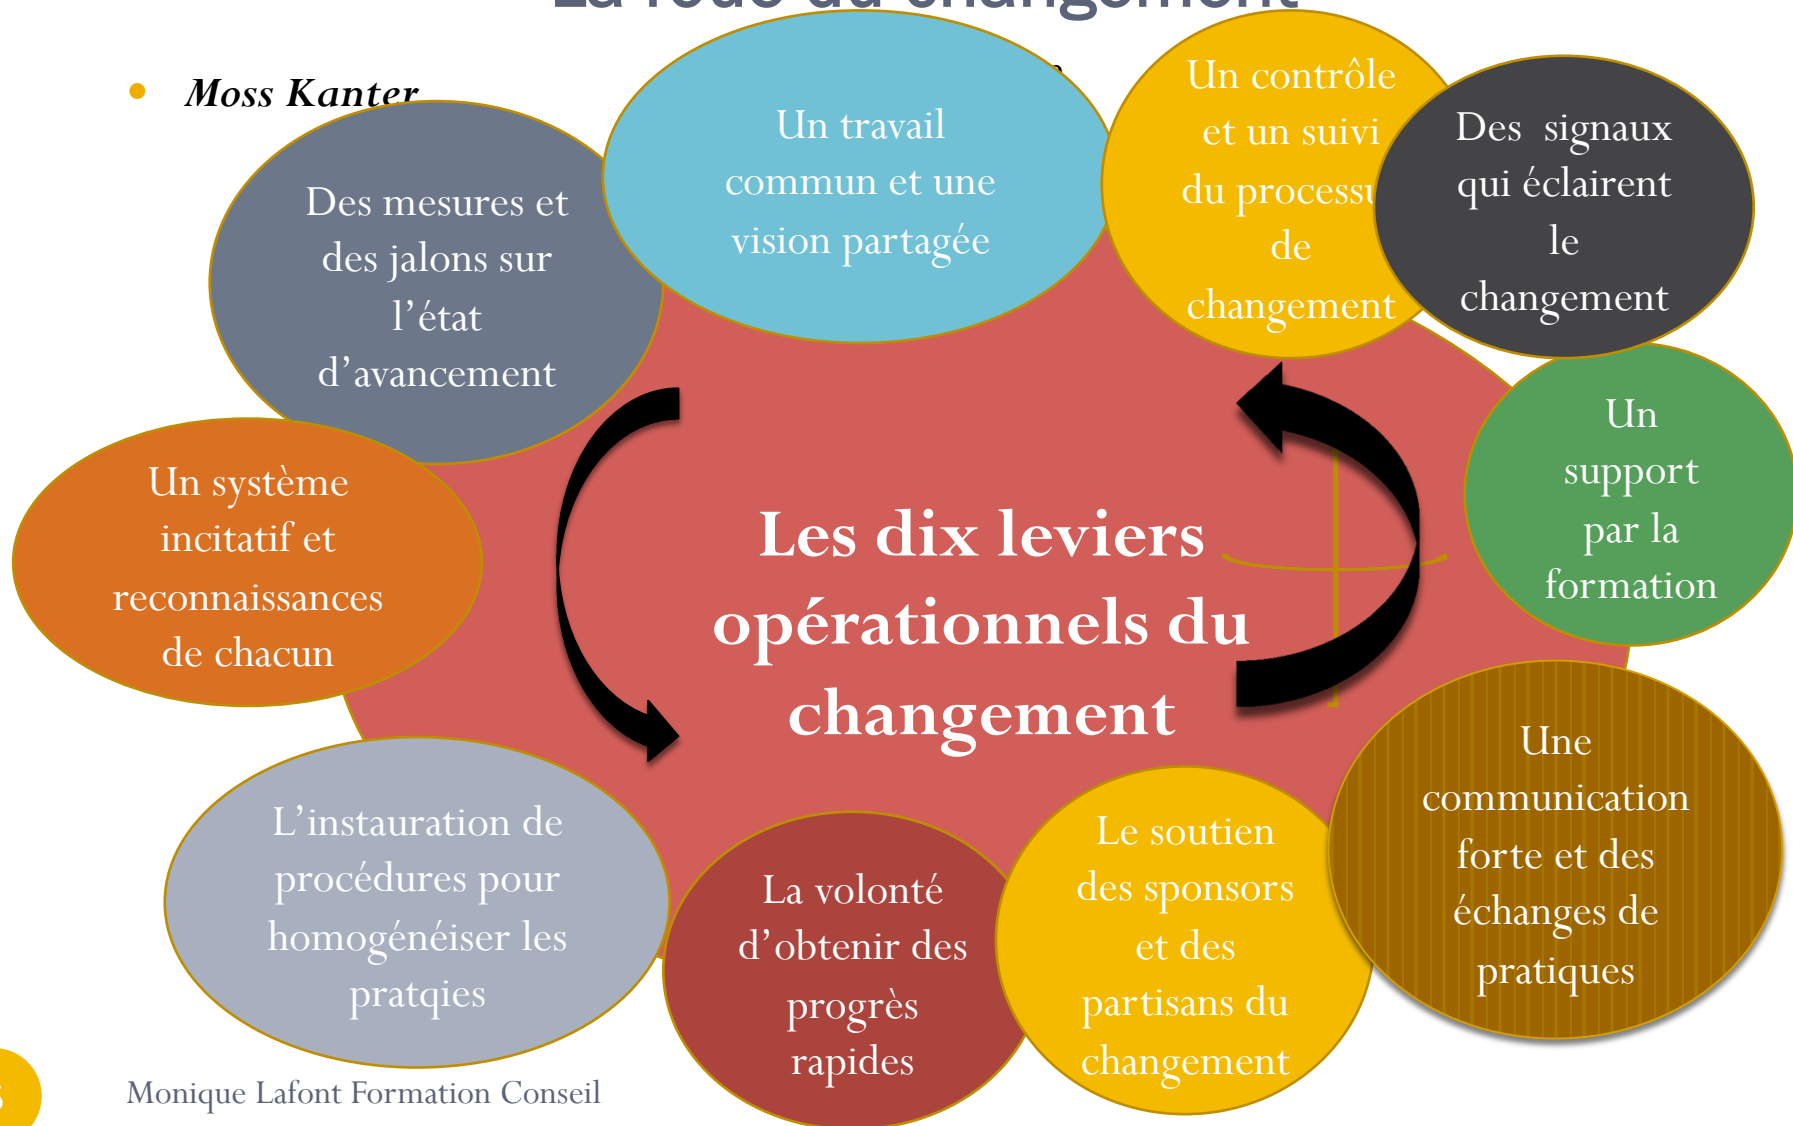 La roue du changement
Moss Kanter
Un travail
commun et une
vision partagée
Un contrôle
et un suivi
du processu
de
changement
Des signaux
qui éclairent
le
changement
Un
support
par la
formation
Une
communication
forte et des
échanges de
pratiques
Le soutien
des sponsors
et des
partisans du
changement
La volonté
d'obtenir des
progrès
rapides
L'instauration de
procédures pour
homogénéiser les
pratqies
Un système
incitatif et
reconnaissances
de chacun
Des mesures et
des jalons sur
l'état
d'avancement
Les dix leviers
opérationnels du
changement
Monique Lafont Formation Conseil